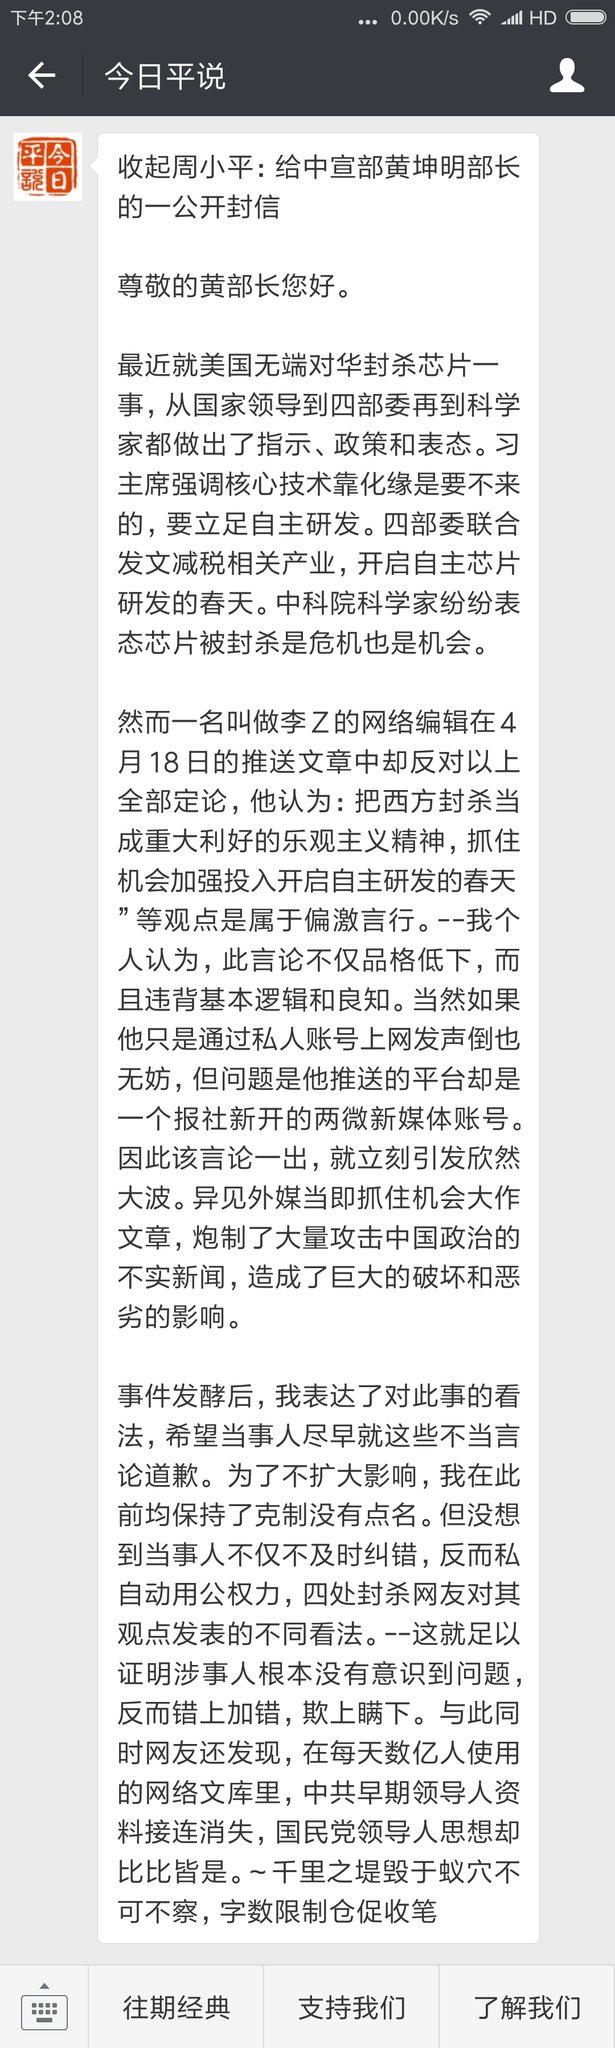 下午2:08
... 0.00K/s HD
今日平说
平今
説日
收起周小平：给中宣部黄坤明部长
的一公开封信
尊敬的黄部长您好。
最近就美国无端对华封杀芯片一
事，从国家领导到四部委再到科学
家都做出了指示、政策和表态。习
主席强调核心技术靠化缘是要不来
的，要立足自主研发。四部委联合
发文减税相关产业，开启自主芯片
研发的春天。中科院科学家纷纷表
态芯片被封杀是危机也是机会。
然而一名叫做李Z的网络编辑在4
月18日的推送文章中却反对以上
全部定论，他认为：把西方封杀当
成重大利好的乐观主义精神，抓住
机会加强投入开启自主研发的春天
”等观点是属于偏激言行。--我个
人认为，此言论不仅品格低下，而
且违背基本逻辑和良知。当然如果
他只是通过私人账号上网发声倒也
无妨，但问题是他推送的平台却是
一个报社新开的两微新媒体账号。
因此该言论一出，就立刻引发欣然
大波。异见外媒当即抓住机会大作
文章，炮制了大量攻击中国政治的
不实新闻，造成了巨大的破坏和恶
劣的影响。
事件发酵后，我表达了对此事的看
法，希望当事人尽早就这些不当言
论道歉。为了不扩大影响，我在此
前均保持了克制没有点名。但没想
到当事人不仅不及时纠错，反而私
自动用公权力，四处封杀网友对其
观点发表的不同看法。--这就足以
证明涉事人根本没有意识到问题，
反而错上加错，欺上瞒下。与此同
时网友还发现，在每天数亿人使用
的网络文库里，中共早期领导人资
料接连消失，国民党领导人思想却
比比皆是。~千里之堤毁于蚁穴不
可不察，字数限制仓促收笔
往期经典
支持我们
了解我们